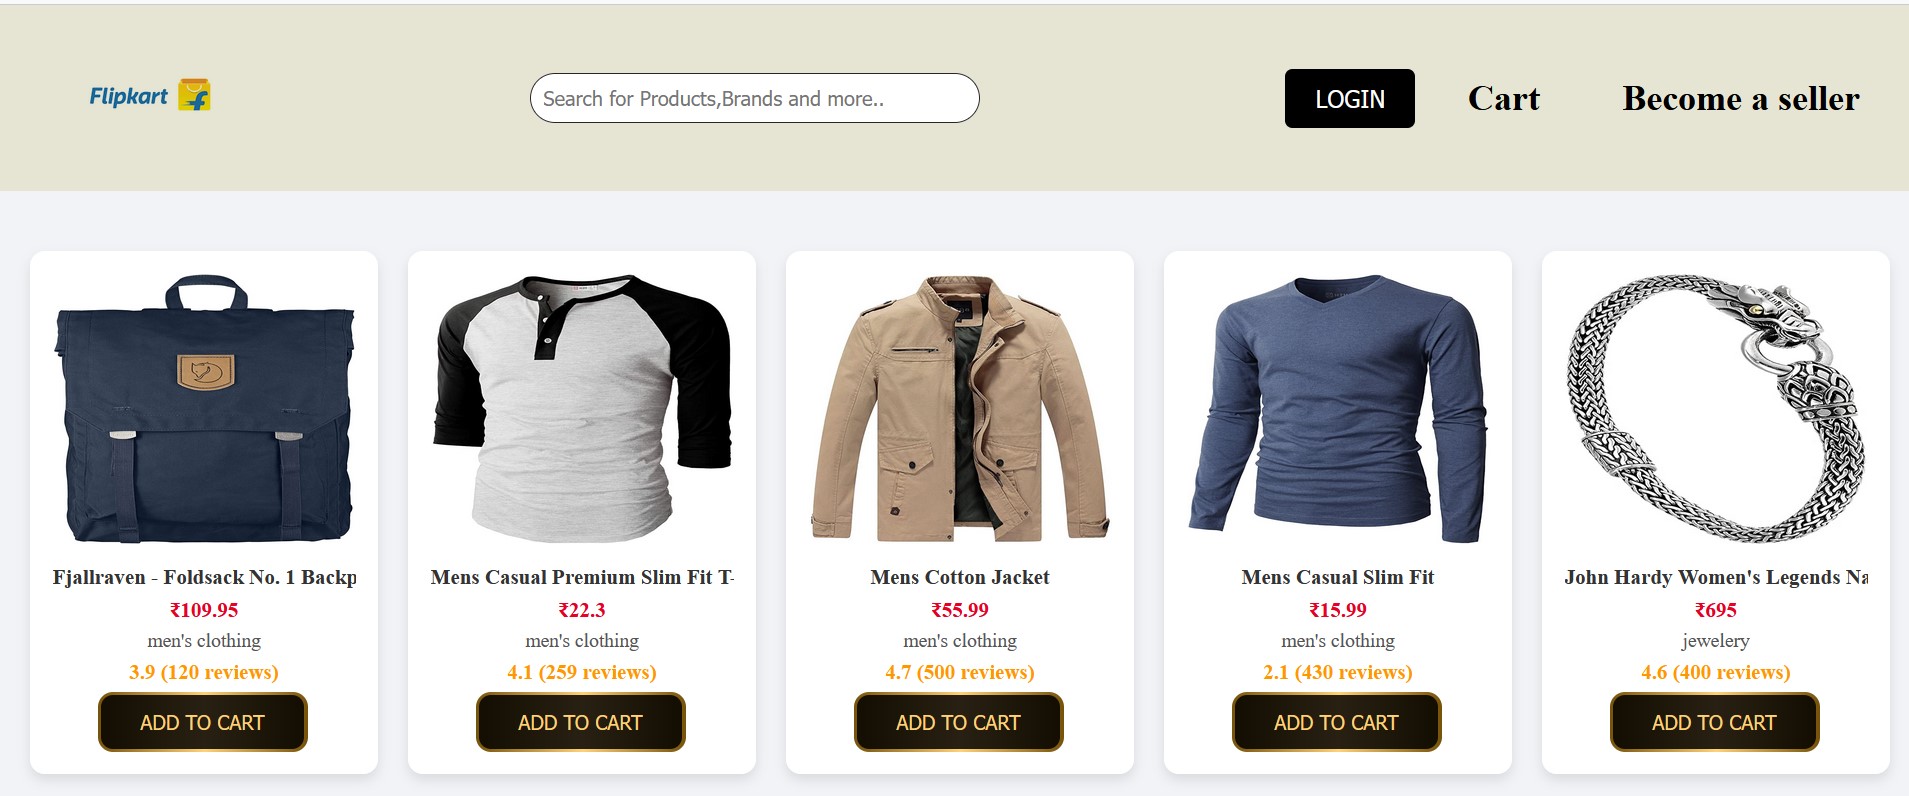 Flipkart
Search for Products,Brands and more..
LOGIN
Cart
Become a seller
Fjallraven - Foldsack No. 1 Backp
₹109.95
men's clothing
3.9 (120 reviews)
ADD TO CART
Mens Casual Premium Slim Fit T-
₹22.3
men's clothing
4.1 (259 reviews)
ADD TO CART
Mens Cotton Jacket
₹55.99
men's clothing
4.7 (500 reviews)
ADD TO CART
Mens Casual Slim Fit
₹15.99
men's clothing
2.1 (430 reviews)
ADD TO CART
John Hardy Women's Legends Na
₹695
jewelery
4.6 (400 reviews)
ADD TO CART